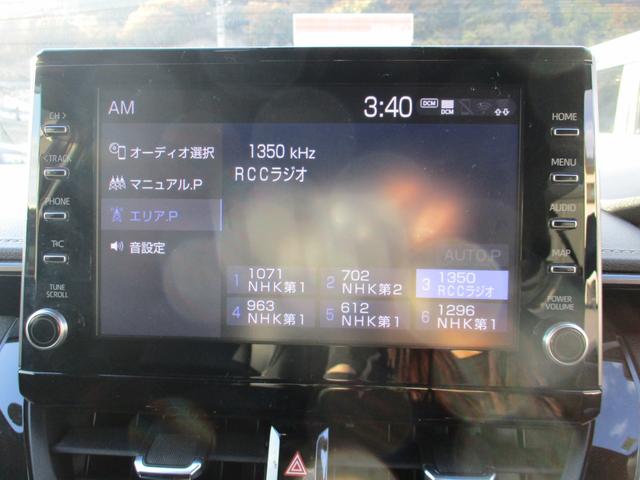 AM
3:40
DCM
DCM
オーディオ選択
マニュアル.P
エリア.P
音設定
1350 kHz
RCCラジオ
AUTO.P
1 1071 NHK第1
2 702 NHK第2
3 1350 RCCラジオ
4 963 NHK第1
5 612 NHK第1
6 1296 NHK第1
CH >
< TRACK
PHONE
TEL
TUNE
SCROLL
HOME
MENU
AUDIO
MAP
POWER
VOLUME